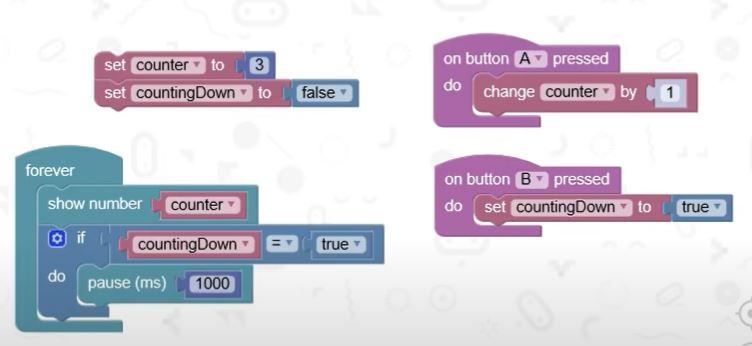 set counter to 3
set countingDown to false
on button A pressed
do change counter by 1
forever
show number counter
if countingDown = true
do pause (ms) 1000
on button B pressed
do set countingDown to true